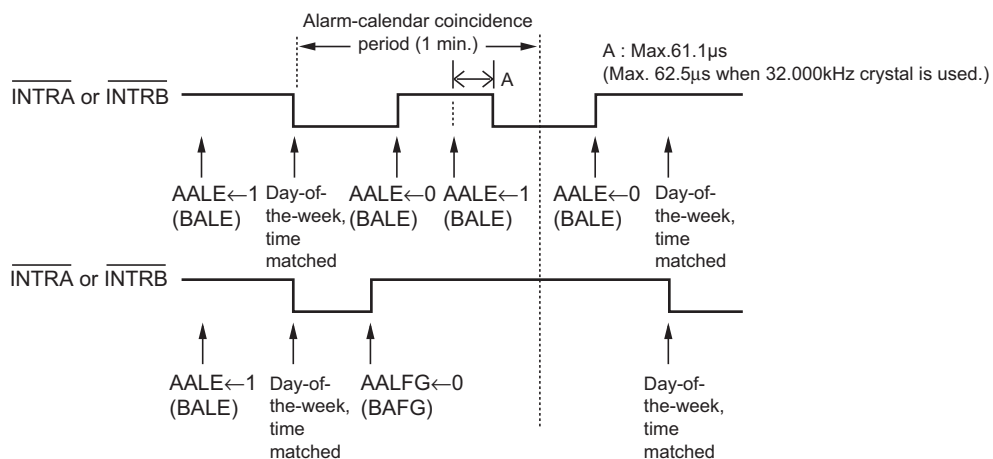 Alarm-calendar coincidence
period (1 min.)
A : Max.61.1µs
(Max. 62.5µs when 32.000kHz crystal is used.)
A
INTRA or INTRB
AALE←1
(BALE)
Day-of-
the-week,
time
matched
AALE←0
(BALE)
AALE←1
(BALE)
AALE←0
(BALE)
Day-of-
the-week,
time
matched
INTRA or INTRB
AALE←1
(BALE)
Day-of-
the-week,
time
matched
AALFG←0
(BAFG)
Day-of-
the-week,
time
matched